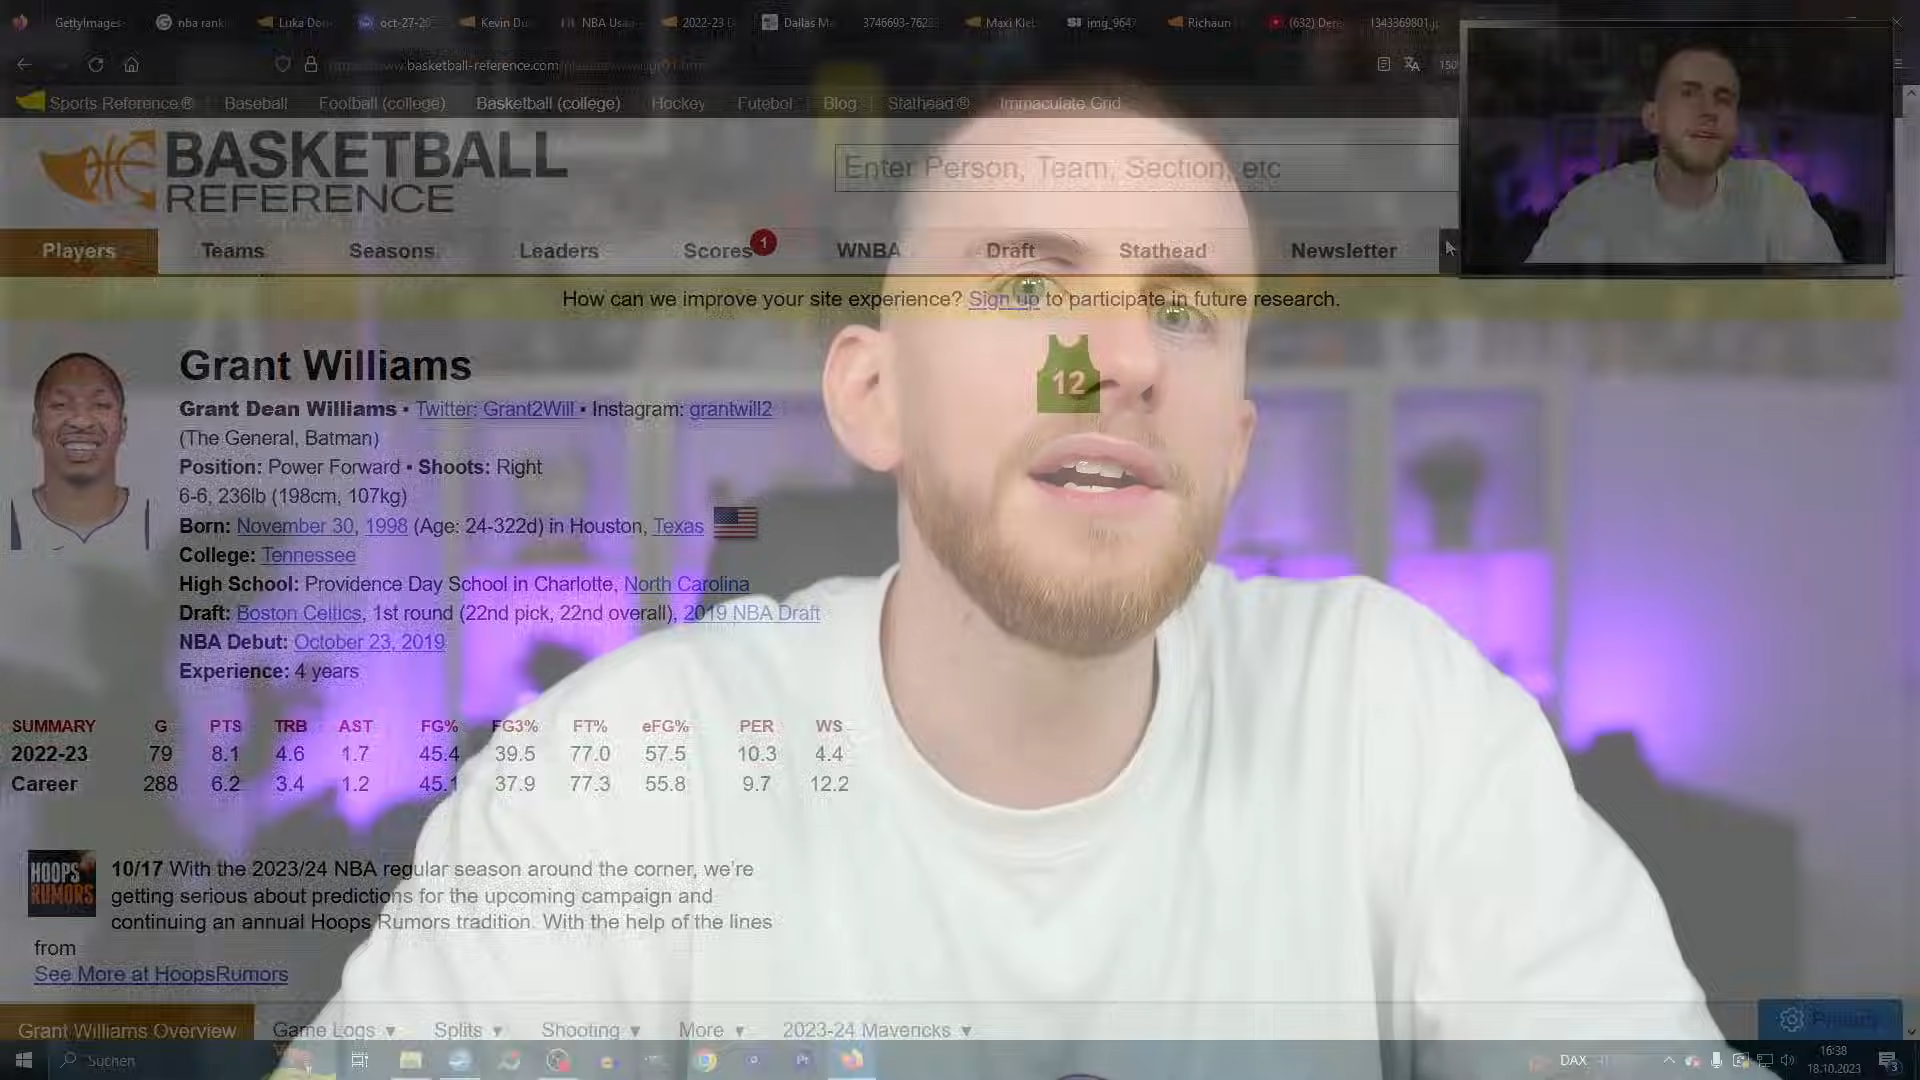 GettyImages
nba ranki
Luka Don
oct-27-20
Kevin Du
NBA Usa
2022-23 D
Dallas Ma
3746693-7623
Maxi Kleb
img_9647
Richaun
(632) Dere
1343369801.jp
www.basketball-reference.com
150
Sports Reference ®
Baseball
Football (college)
Basketball (college)
Hockey
Futebol
Blog
Stathead ®
Immaculate Grid
BASKETBALL
REFERENCE
Enter Person, Team, Section, etc
Players
Teams
Seasons
Leaders
Scores
1
WNBA
Draft
Stathead
Newsletter
How can we improve your site experience? Sign up to participate in future research.
Grant Williams
Grant Dean Williams ▪ Twitter: Grant2Will ▪ Instagram: grantwill2
(The General, Batman)
Position: Power Forward ▪ Shoots: Right
6-6, 236lb (198cm, 107kg)
Born: November 30, 1998 (Age: 24-322d) in Houston, Texas
College: Tennessee
High School: Providence Day School in Charlotte, North Carolina
Draft: Boston Celtics, 1st round (22nd pick, 22nd overall), 2019 NBA Draft
NBA Debut: October 23, 2019
Experience: 4 years
12
SUMMARY G PTS TRB AST FG% FG3% FT% eFG% PER WS
2022-23 79 8.1 4.6 1.7 45.4 39.5 77.0 57.5 10.3 4.4
Career 288 6.2 3.4 1.2 45.1 37.9 77.3 55.8 9.7 12.2
HOOPS
RUMORS
10/17 With the 2023/24 NBA regular season around the corner, we're
getting serious about predictions for the upcoming campaign and
continuing an annual Hoops Rumors tradition. With the help of the lines
from
See More at HoopsRumors
Grant Williams Overview
Game Logs ▼
Splits ▼
Shooting ▼
More ▼
2023-24 Mavericks ▼
Suchen
DAX
16:38
18.10.2023
3